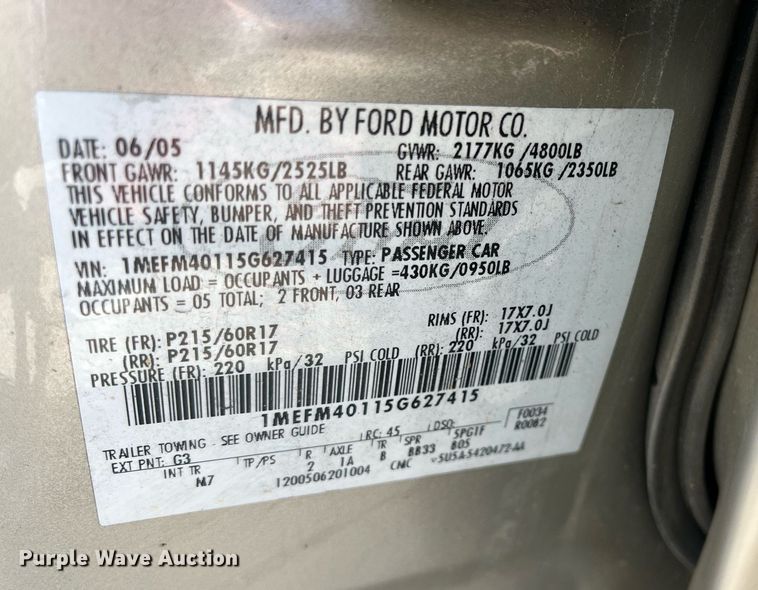 MFD. BY FORD MOTOR CO.
DATE: 06/05 GVWR: 2177KG /4800LB
FRONT GAWR: 1145KG/2525LB REAR GAWR: 1065KG /2350LB
THIS VEHICLE CONFORMS TO ALL APPLICABLE FEDERAL MOTOR
VEHICLE SAFETY, BUMPER, AND THEFT PREVENTION STANDARDS
IN EFFECT ON THE DATE OF MANUFACTURE SHOWN ABOVE.
VIN: 1MEFM40115G627415 TYPE: PASSENGER CAR
MAXIMUM LOAD = OCCUPANTS + LUGGAGE =430KG/0950LB
OCCUPANTS = 05 TOTAL; 2 FRONT, 03 REAR
TIRE (FR): P215/60R17 RIMS (FR): 17X7.0J
(RR): P215/60R17 (RR): 17X7.0J
PRESSURE (FR): 220 kPa/32 PSI COLD (RR): 220 kPa/32 PSI COLD
1MEFM40115G627415
TRAILER TOWING - SEE OWNER GUIDE RC: 45 DSO: F0034
EXT PNT: G3 R0082
INT TR TP/PS R AXLE TR SPR SPGIF
M7 2 1A B BB33 BOS
1200506201004 CMC
Purple Wave Auction